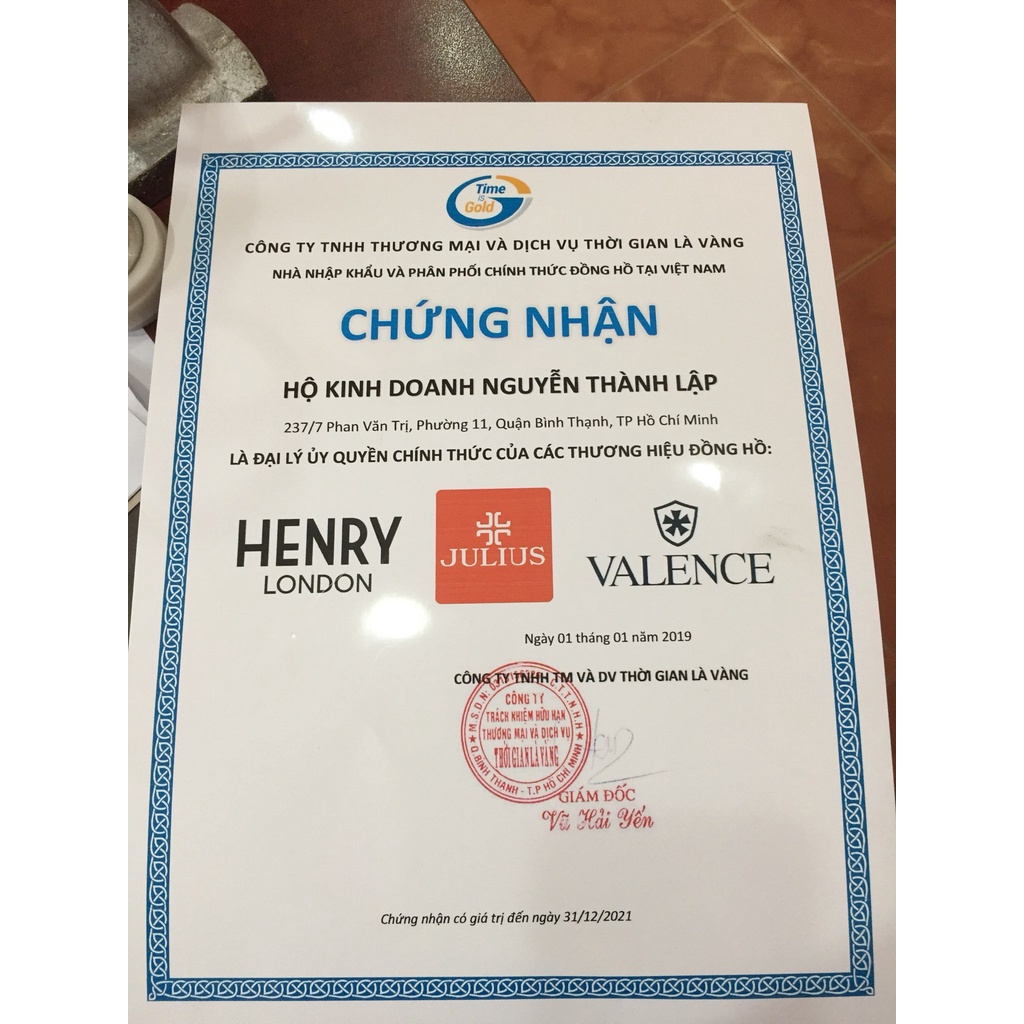 Time
is
Gold
CÔNG TY TNHH THƯƠNG MẠI VÀ DỊCH VỤ THỜI GIAN LÀ VÀNG
NHÀ NHẬP KHẨU VÀ PHÂN PHỐI CHÍNH THỨC ĐỒNG HỒ TẠI VIỆT NAM
CHỨNG NHẬN
HỘ KINH DOANH NGUYỄN THÀNH LẬP
237/7 Phan Văn Trị, Phường 11, Quận Bình Thạnh, TP Hồ Chí Minh
LÀ ĐẠI LÝ ỦY QUYỀN CHÍNH THỨC CỦA CÁC THƯƠNG HIỆU ĐỒNG HỒ:
HENRY
LONDON
JULIUS
VALENCE
Ngày 01 tháng 01 năm 2019
CÔNG TY TNHH TM VÀ DV THỜI GIAN LÀ VÀNG
M.S.D.N:
C.T.T.N.H.H
CÔNG TY
TRÁCH NHIỆM HỮU HẠN
THƯƠNG MẠI VÀ DỊCH VỤ
THỜI GIAN LÀ VÀNG
Q.BÌNH THẠNH - T.P HỒ CHÍ MINH
GIÁM ĐỐC
Vũ Hải Yến
Chứng nhận có giá trị đến ngày 31/12/2021